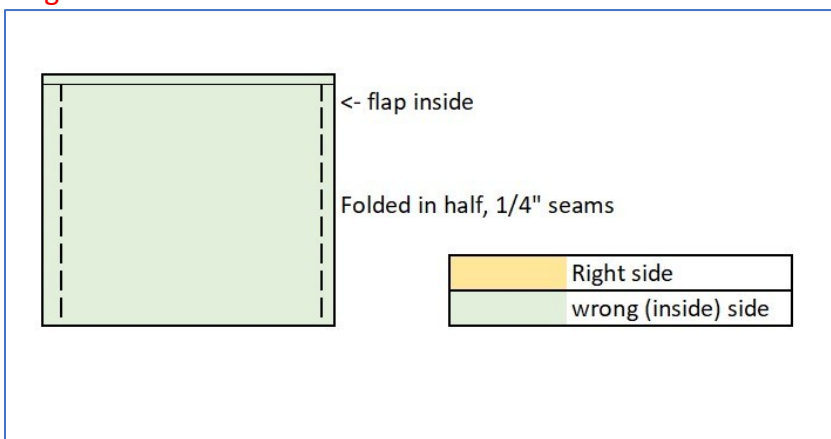 <- flap inside
Folded in half, 1/4" seams
Right side
wrong (inside) side